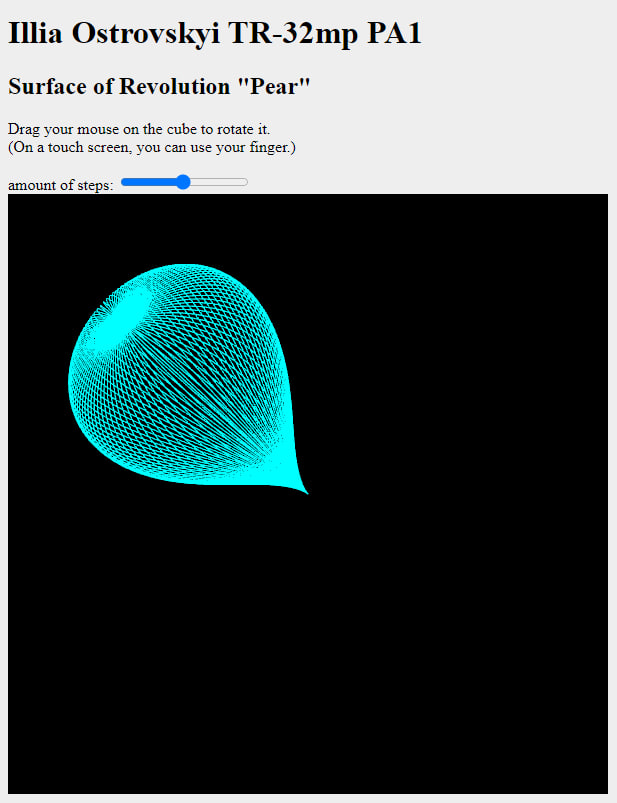 Illia Ostrovskyi TR-32mp PA1
Surface of Revolution "Pear"
Drag your mouse on the cube to rotate it.
(On a touch screen, you can use your finger.)
amount of steps: